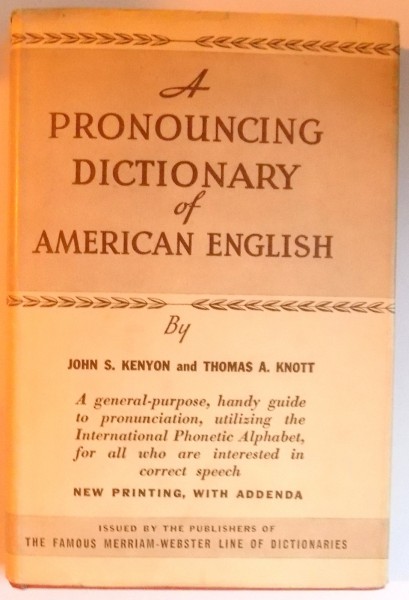 A
PRONOUNCING
DICTIONARY
of
AMERICAN ENGLISH
By
JOHN S. KENYON and THOMAS A. KNOTT
A general-purpose, handy guide
to pronunciation, utilizing the
International Phonetic Alphabet,
for all who are interested in
correct speech
NEW PRINTING, WITH ADDENDA
ISSUED BY THE PUBLISHERS OF
THE FAMOUS MERRIAM-WEBSTER LINE OF DICTIONARIES